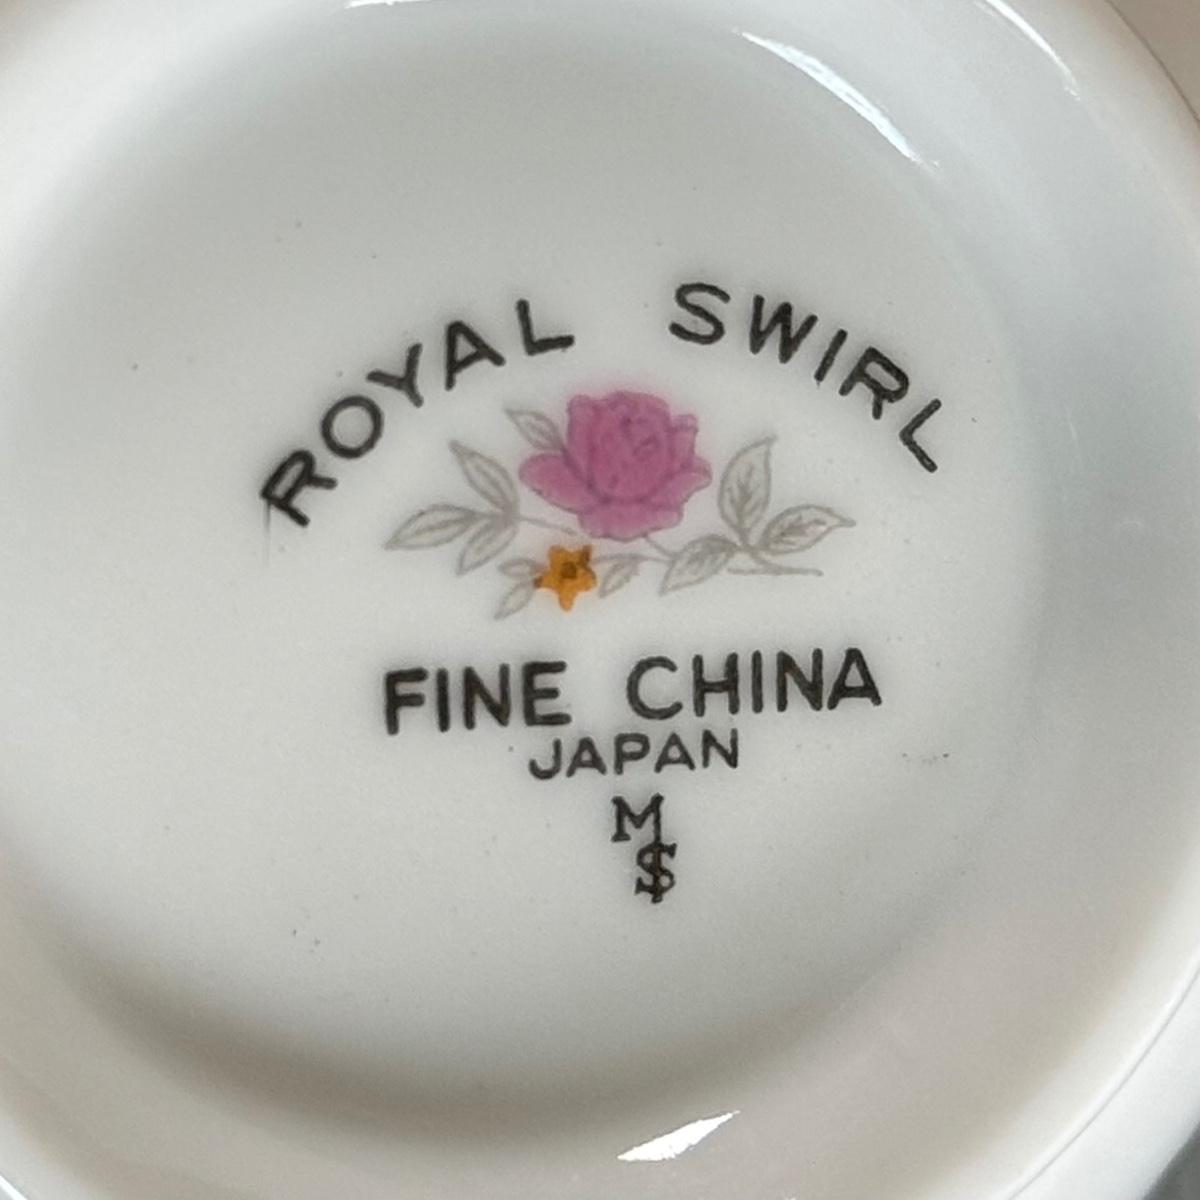 ROYAL SWIRL
FINE CHINA
JAPAN
M
S